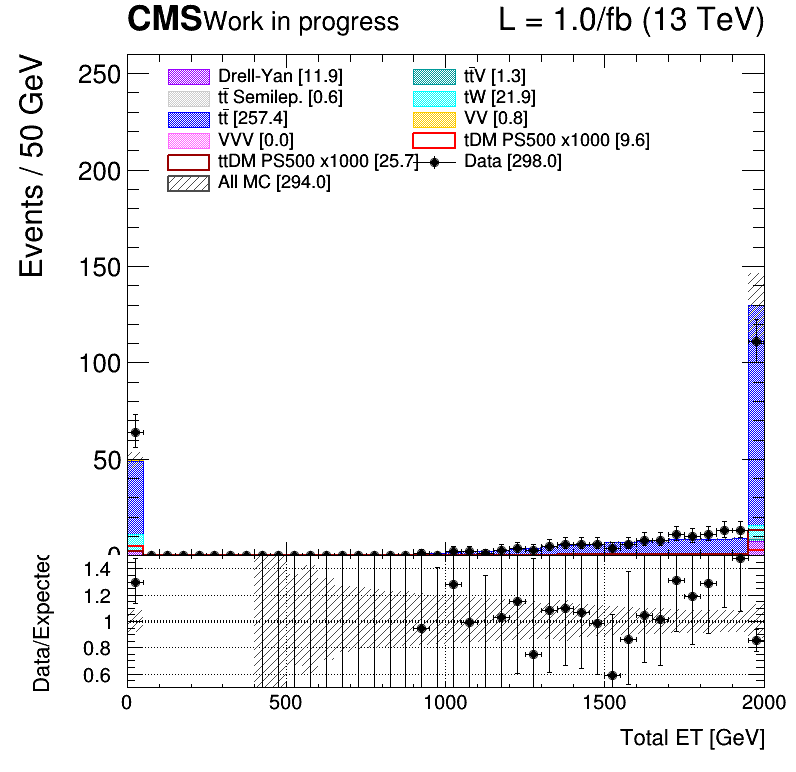 CMS Work in progress L = 1.0/fb (13 TeV)
Events / 50 GeV
250
200
150
100
50
0
Drell-Yan [11.9] tt̄V [1.3]
tt̄ Semilep. [0.6] tW [21.9]
tt̄ [257.4] VV [0.8]
VVV [0.0] tDM PS500 x1000 [9.6]
ttDM PS500 x1000 [25.7] Data [298.0]
All MC [294.0]
Data/Expected
1.4
1.2
1
0.8
0.6
0 500 1000 1500 2000
Total ET [GeV]